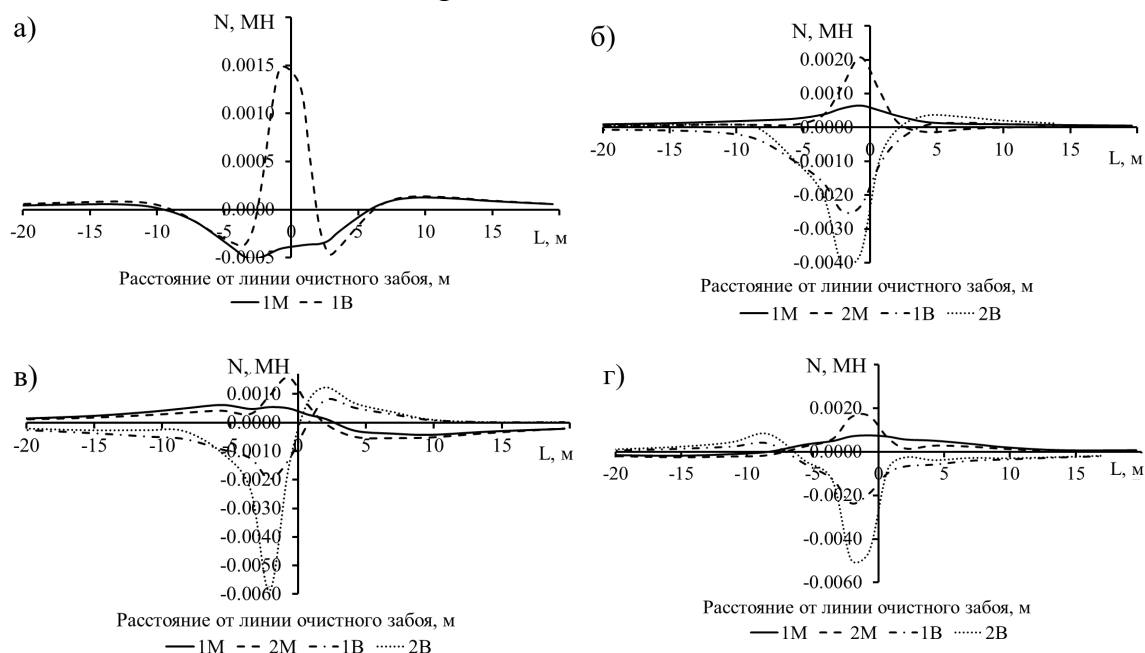 а)
N, МН
0.0015
0.0010
0.0005
0.0000
-0.0005
-20 -15 -10 -5 0 5 10 15
L, м
Расстояние от линии очистного забоя, м
1М 1В
б)
N, МН
0.0020
0.0010
0.0000
-0.0010
-0.0020
-0.0030
-0.0040
-20 -15 -10 -5 0 5 10 15
L, м
Расстояние от линии очистного забоя, м
1М 2М 1В 2В
в)
N, МН
0.0010
0.0000
-0.0010
-0.0020
-0.0030
-0.0040
-0.0050
-0.0060
-20 -15 -10 -5 0 5 10 15
L, м
Расстояние от линии очистного забоя, м
1М 2М 1В 2В
г)
N, МН
0.0020
0.0000
-0.0020
-0.0040
-0.0060
-20 -15 -10 -5 0 5 10 15
L, м
Расстояние от линии очистного забоя, м
1М 2М 1В 2В